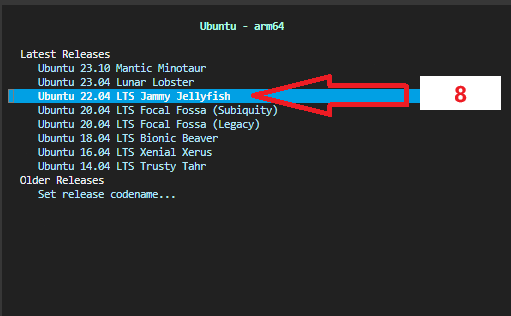 Ubuntu - arm64
Latest Releases
Ubuntu 23.10 Mantic Minotaur
Ubuntu 23.04 Lunar Lobster
Ubuntu 22.04 LTS Jammy Jellyfish
8
Ubuntu 20.04 LTS Focal Fossa (Subiquity)
Ubuntu 20.04 LTS Focal Fossa (Legacy)
Ubuntu 18.04 LTS Bionic Beaver
Ubuntu 16.04 LTS Xenial Xerus
Ubuntu 14.04 LTS Trusty Tahr
Older Releases
Set release codename...